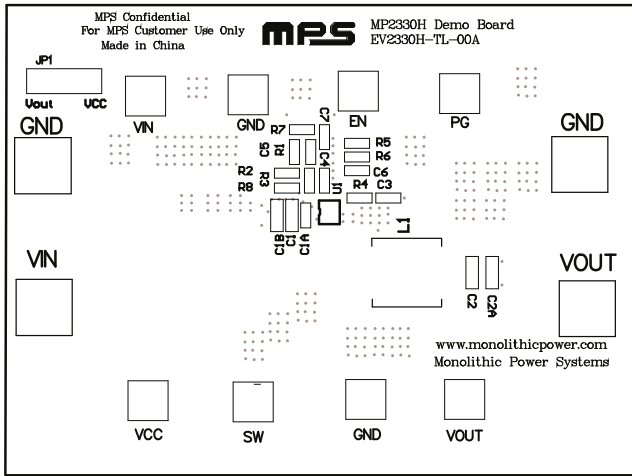 MPS Confidential
For MPS Customer Use Only
Made in China
mps
MP2330H Demo Board
EV2330H-TL-00A
JP1
Vout VCC
VIN
GND
EN
PG
GND
GND
C7
R7
C5
R1
R5
R6
C4
C6
R2
R3
R8
U1
R4 C3
C1B
C1
C1A
L1
VIN
VOUT
C2
C2A
www.monolithicpower.com
Monolithic Power Systems
VCC
SW
GND
VOUT